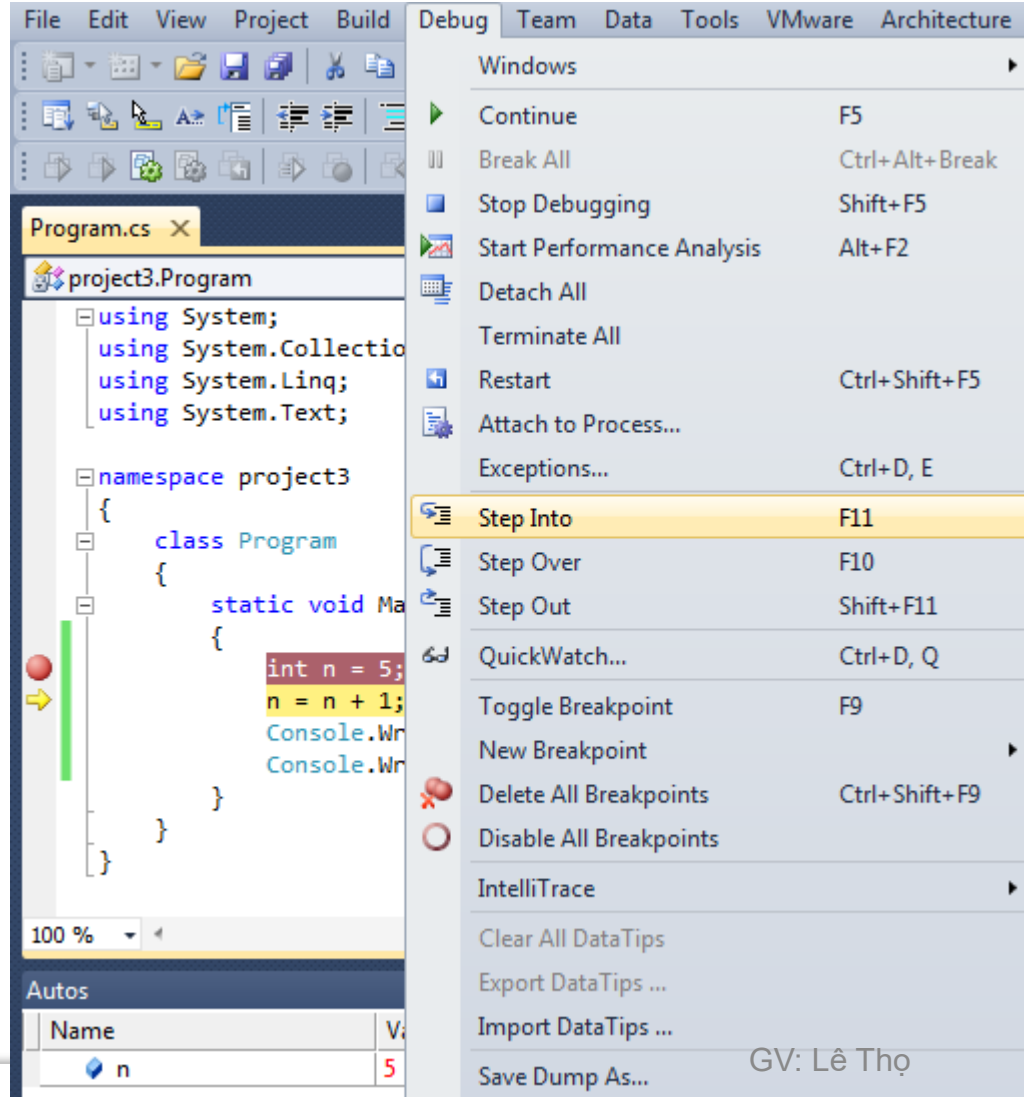 File Edit View Project Build Debug Team Data Tools VMware Architecture
Windows
Continue F5
Break All Ctrl+Alt+Break
Stop Debugging Shift+F5
Start Performance Analysis Alt+F2
Detach All
Terminate All
Restart Ctrl+Shift+F5
Attach to Process...
Exceptions... Ctrl+D, E
Step Into F11
Step Over F10
Step Out Shift+F11
QuickWatch... Ctrl+D, Q
Toggle Breakpoint F9
New Breakpoint
Delete All Breakpoints Ctrl+Shift+F9
Disable All Breakpoints
IntelliTrace
Clear All DataTips
Export DataTips ...
Import DataTips ...
Save Dump As...
Program.cs
project3.Program
using System;
using System.Collectio
using System.Linq;
using System.Text;
namespace project3
{
class Program
{
static void Ma
{
int n = 5;
n = n + 1;
Console.Wr
Console.Wr
}
}
}
100 %
Autos
Name Va
n 5
GV: Lê Thọ